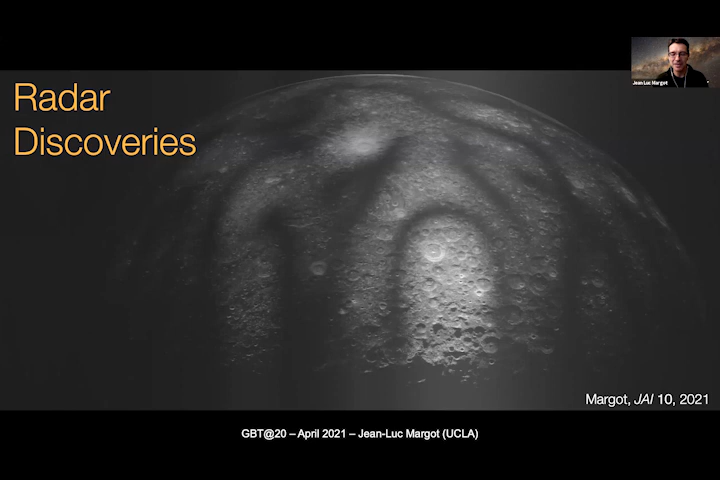 Radar
Discoveries
Jean Luc Margot
Margot, JAI 10, 2021
GBT@20 – April 2021 – Jean-Luc Margot (UCLA)